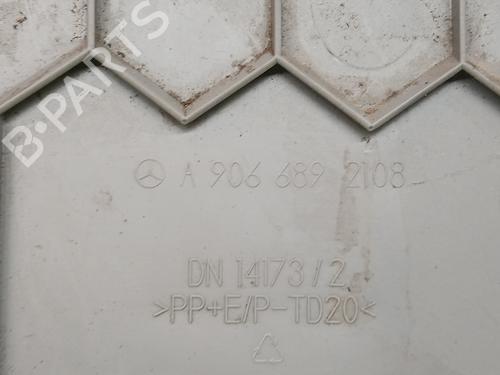 B-PARTS
A 906 689 2108
DN 14173/2
>PP+E/P-TD20<